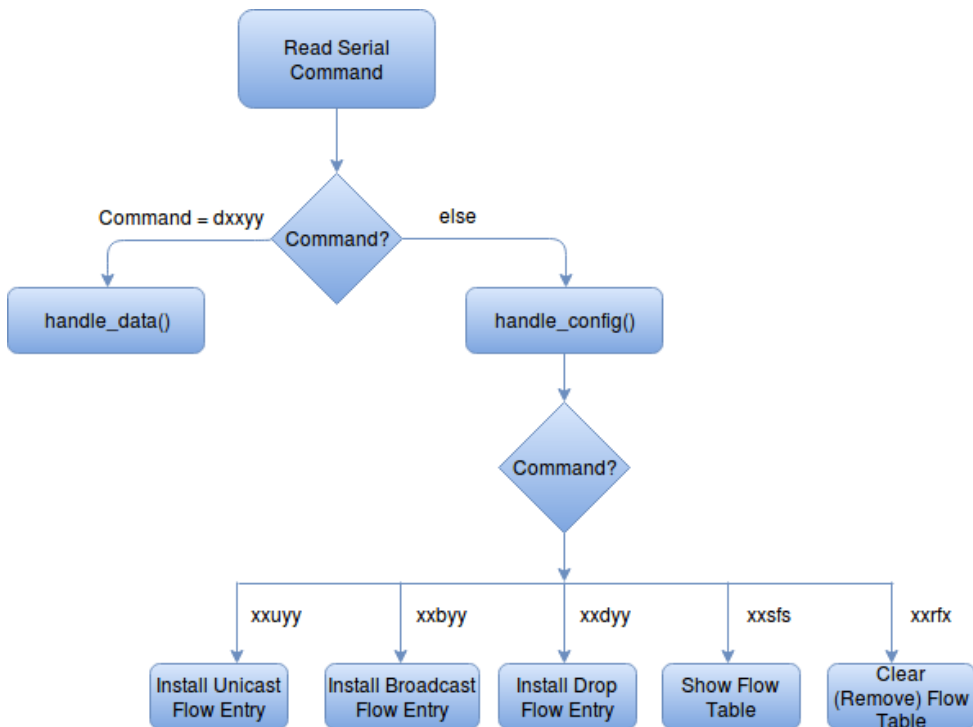 Read Serial
Command
Command = dxxyy
Command?
else
handle_data()
handle_config()
Command?
xxuyy
xxbyy
xxdyy
xxsfs
xxrfx
Install Unicast
Flow Entry
Install Broadcast
Flow Entry
Install Drop
Flow Entry
Show Flow
Table
Clear
(Remove) Flow
Table